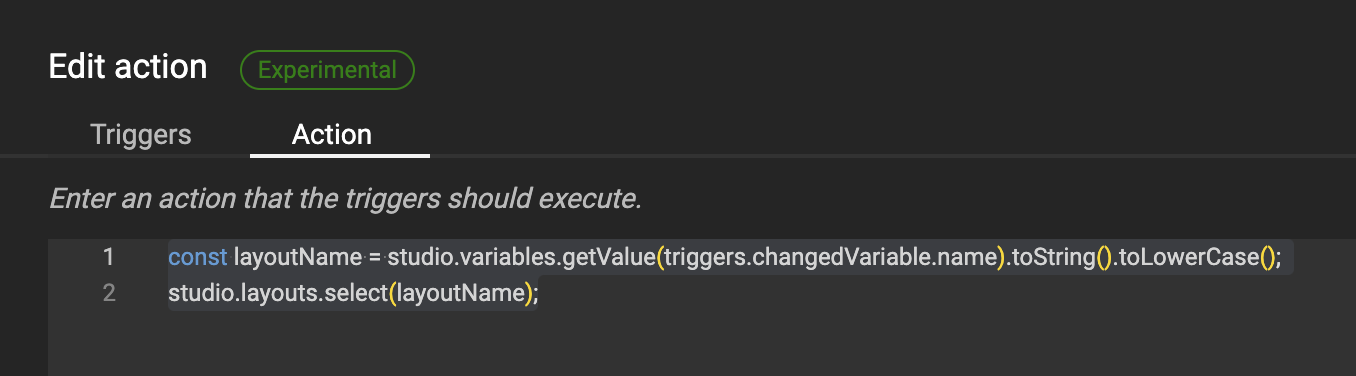 Edit action Experimental
Triggers Action
Enter an action that the triggers should execute.
1 const layoutName = studio.variables.getValue(triggers.changedVariable.name).toString().toLowerCase();
2 studio.layouts.select(layoutName);